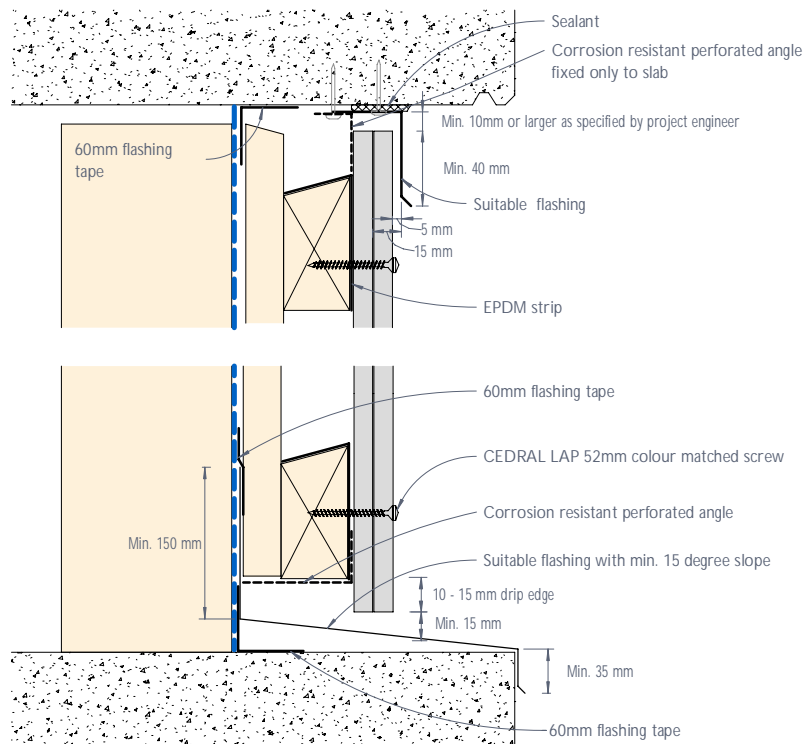 Sealant
Corrosion resistant perforated angle
fixed only to slab
Min. 10mm or larger as specified by project engineer
60mm flashing
tape
Min. 40 mm
Suitable flashing
5 mm
15 mm
EPDM strip
60mm flashing tape
CEDRAL LAP 52mm colour matched screw
Corrosion resistant perforated angle
Min. 150 mm
Suitable flashing with min. 15 degree slope
10 - 15 mm drip edge
Min. 15 mm
Min. 35 mm
60mm flashing tape